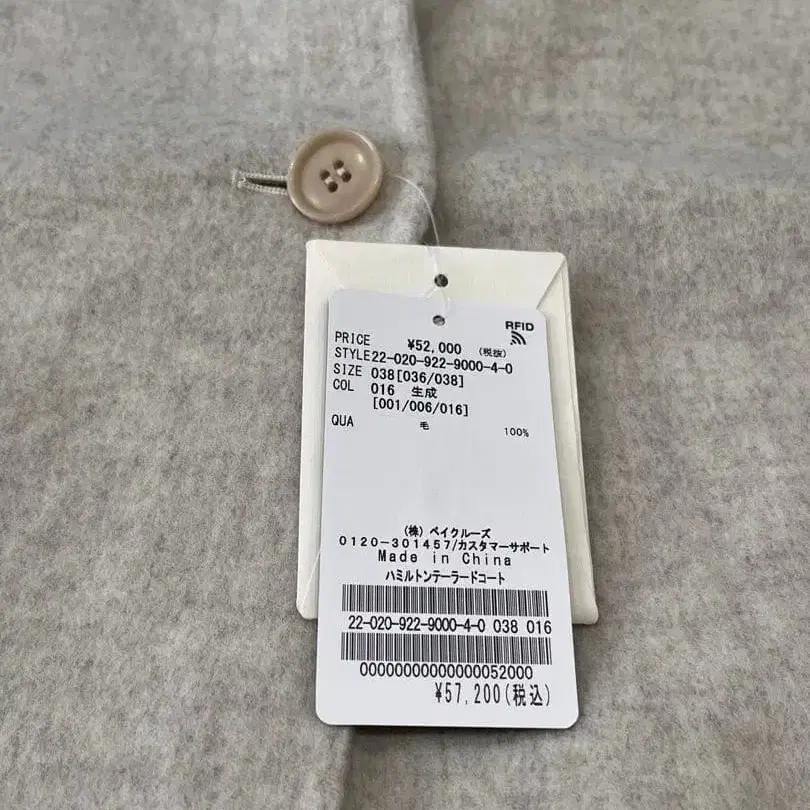 RFID
PRICE ¥52,000 (税抜)
STYLE22-020-922-9000-4-0
SIZE 038[036/038]
COL 016 生成
[001/006/016]
QUA 毛 100%
(株) ベイクルーズ
0120-301457/カスタマーサポート
Made in China
ハミルトンテーラードコート
22-020-922-9000-4-0 038 016
00000000000000052000
¥57,200(税込)